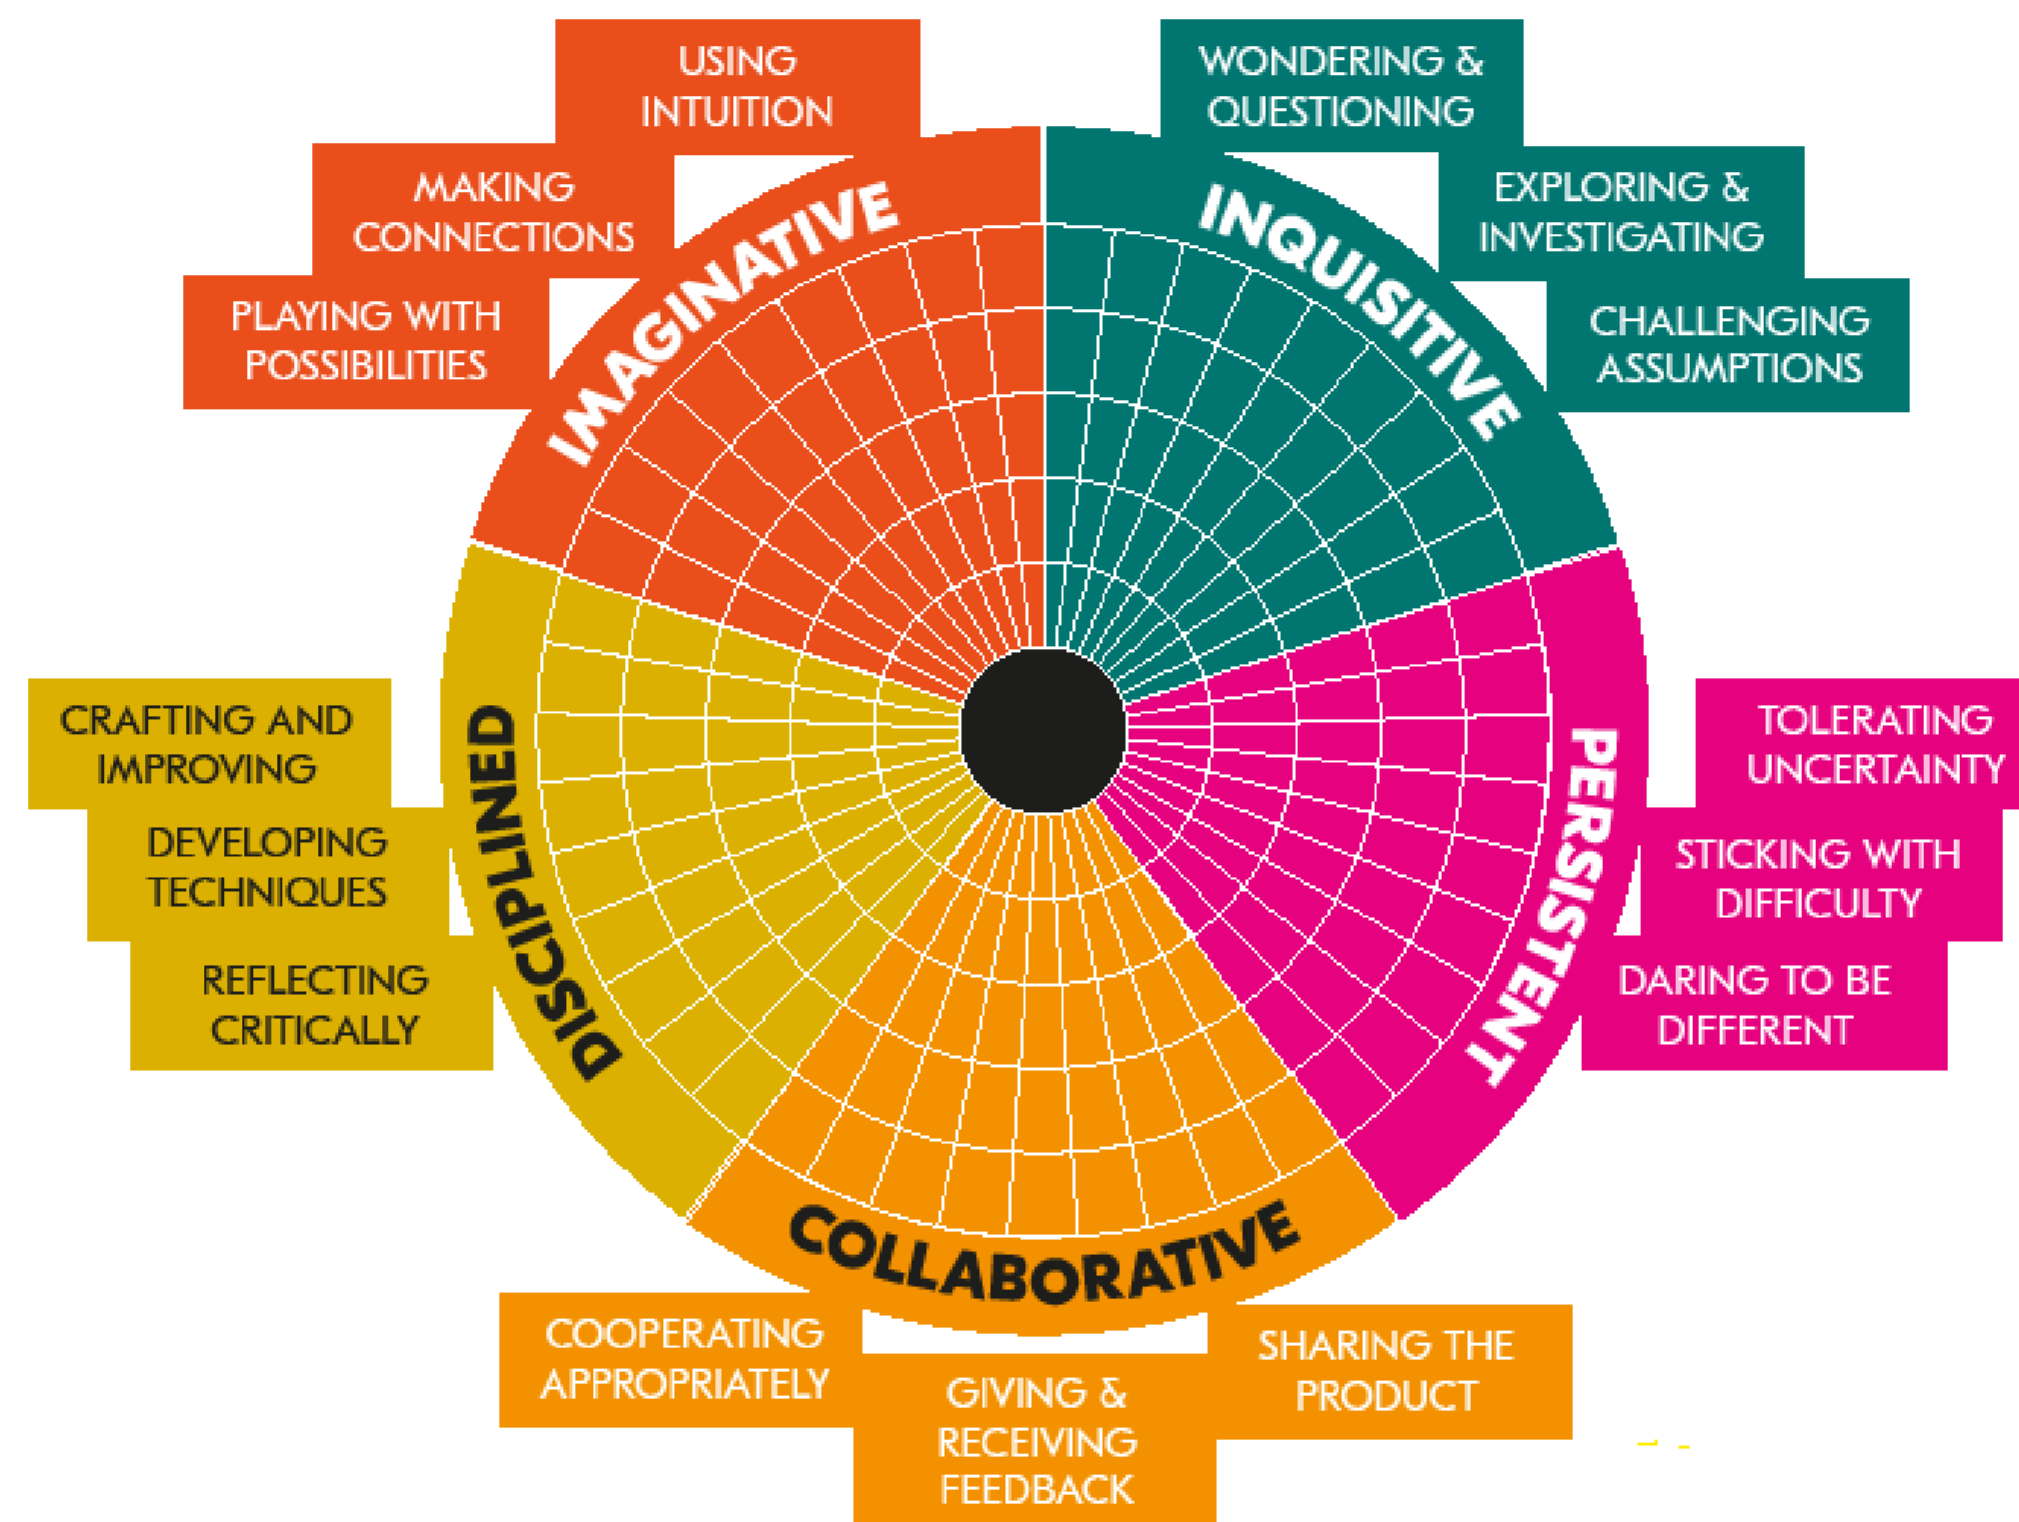 USING
INTUITION
WONDERING &
QUESTIONING
MAKING
CONNECTIONS
EXPLORING &
INVESTIGATING
PLAYING WITH
POSSIBILITIES
CHALLENGING
ASSUMPTIONS
IMAGINATIVE
INQUISITIVE
CRAFTING AND
IMPROVING
DEVELOPING
TECHNIQUES
REFLECTING
CRITICALLY
DISCIPLINED
PERSISTENT
TOLERATING
UNCERTAINTY
STICKING WITH
DIFFICULTY
DARING TO BE
DIFFERENT
COLLABORATIVE
COOPERATING
APPROPRIATELY
GIVING &
RECEIVING
FEEDBACK
SHARING THE
PRODUCT